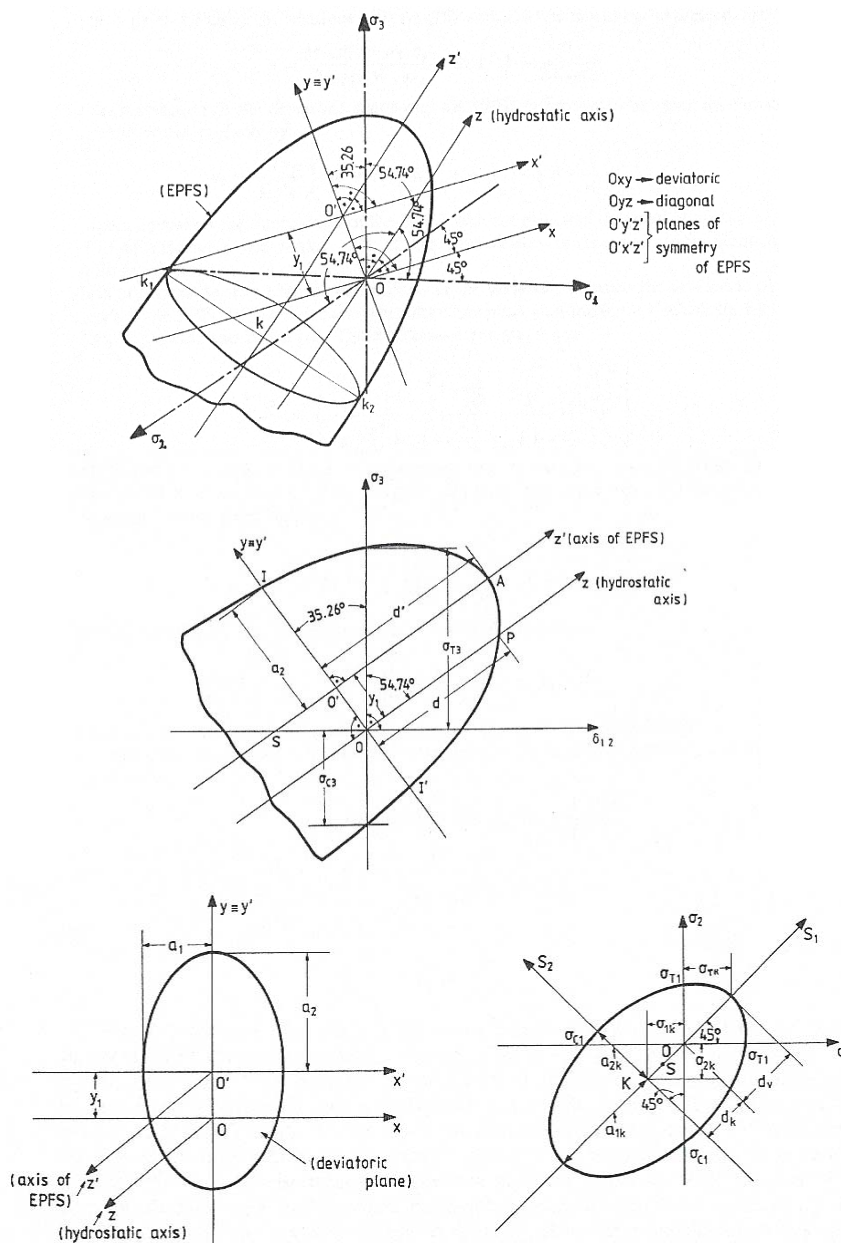 σ3
z'
y ≡ y'
z (hydrostatic axis)
35.26
54.74°
x'
(EPFS)
O'
54.74°
Oxy → deviatoric
Oyz → diagonal
O'y'z' } planes of
O'x'z' } symmetry
of EPFS
54.74°
45°
x
y1
45°
k1
O
σ1
k
k2
σ2
σ3
y ≡ y'
z' (axis of EPFS)
I
A
z (hydrostatic
axis)
35.26°
d'
σT3
P
a2
54.74°
O'
y1
d
S
O
δ12
σC3
I'
y ≡ y'
a1
a2
O'
x'
y1
O
x
(axis of
EPFS)
z'
(deviatoric
plane)
z
(hydrostatic axis)
σ2
S1
S2
σT1
σTK
σ1k
45°
σC1
O
σT1
a2k
S
σ2k
K
dv
45°
dk
a1k
σC1